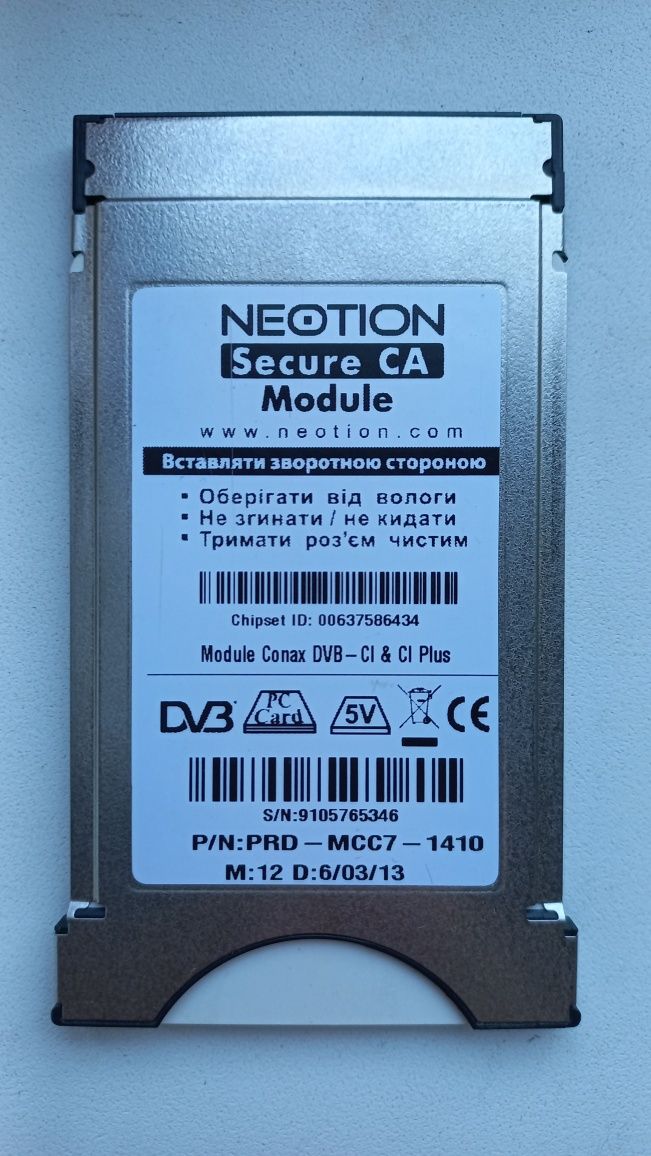 NEOTION
Secure CA
Module
www.neotion.com
Вставляти зворотною стороною
▪ Оберігати від вологи
▪ Не згинати / не кидати
▪ Тримати роз'єм чистим
Chipset ID: 00637586434
Module Conax DVB-CI & CI Plus
DVB PC Card 5V CE
S/N:9105765346
P/N:PRD-MCC7-1410
M:12 D:6/03/13